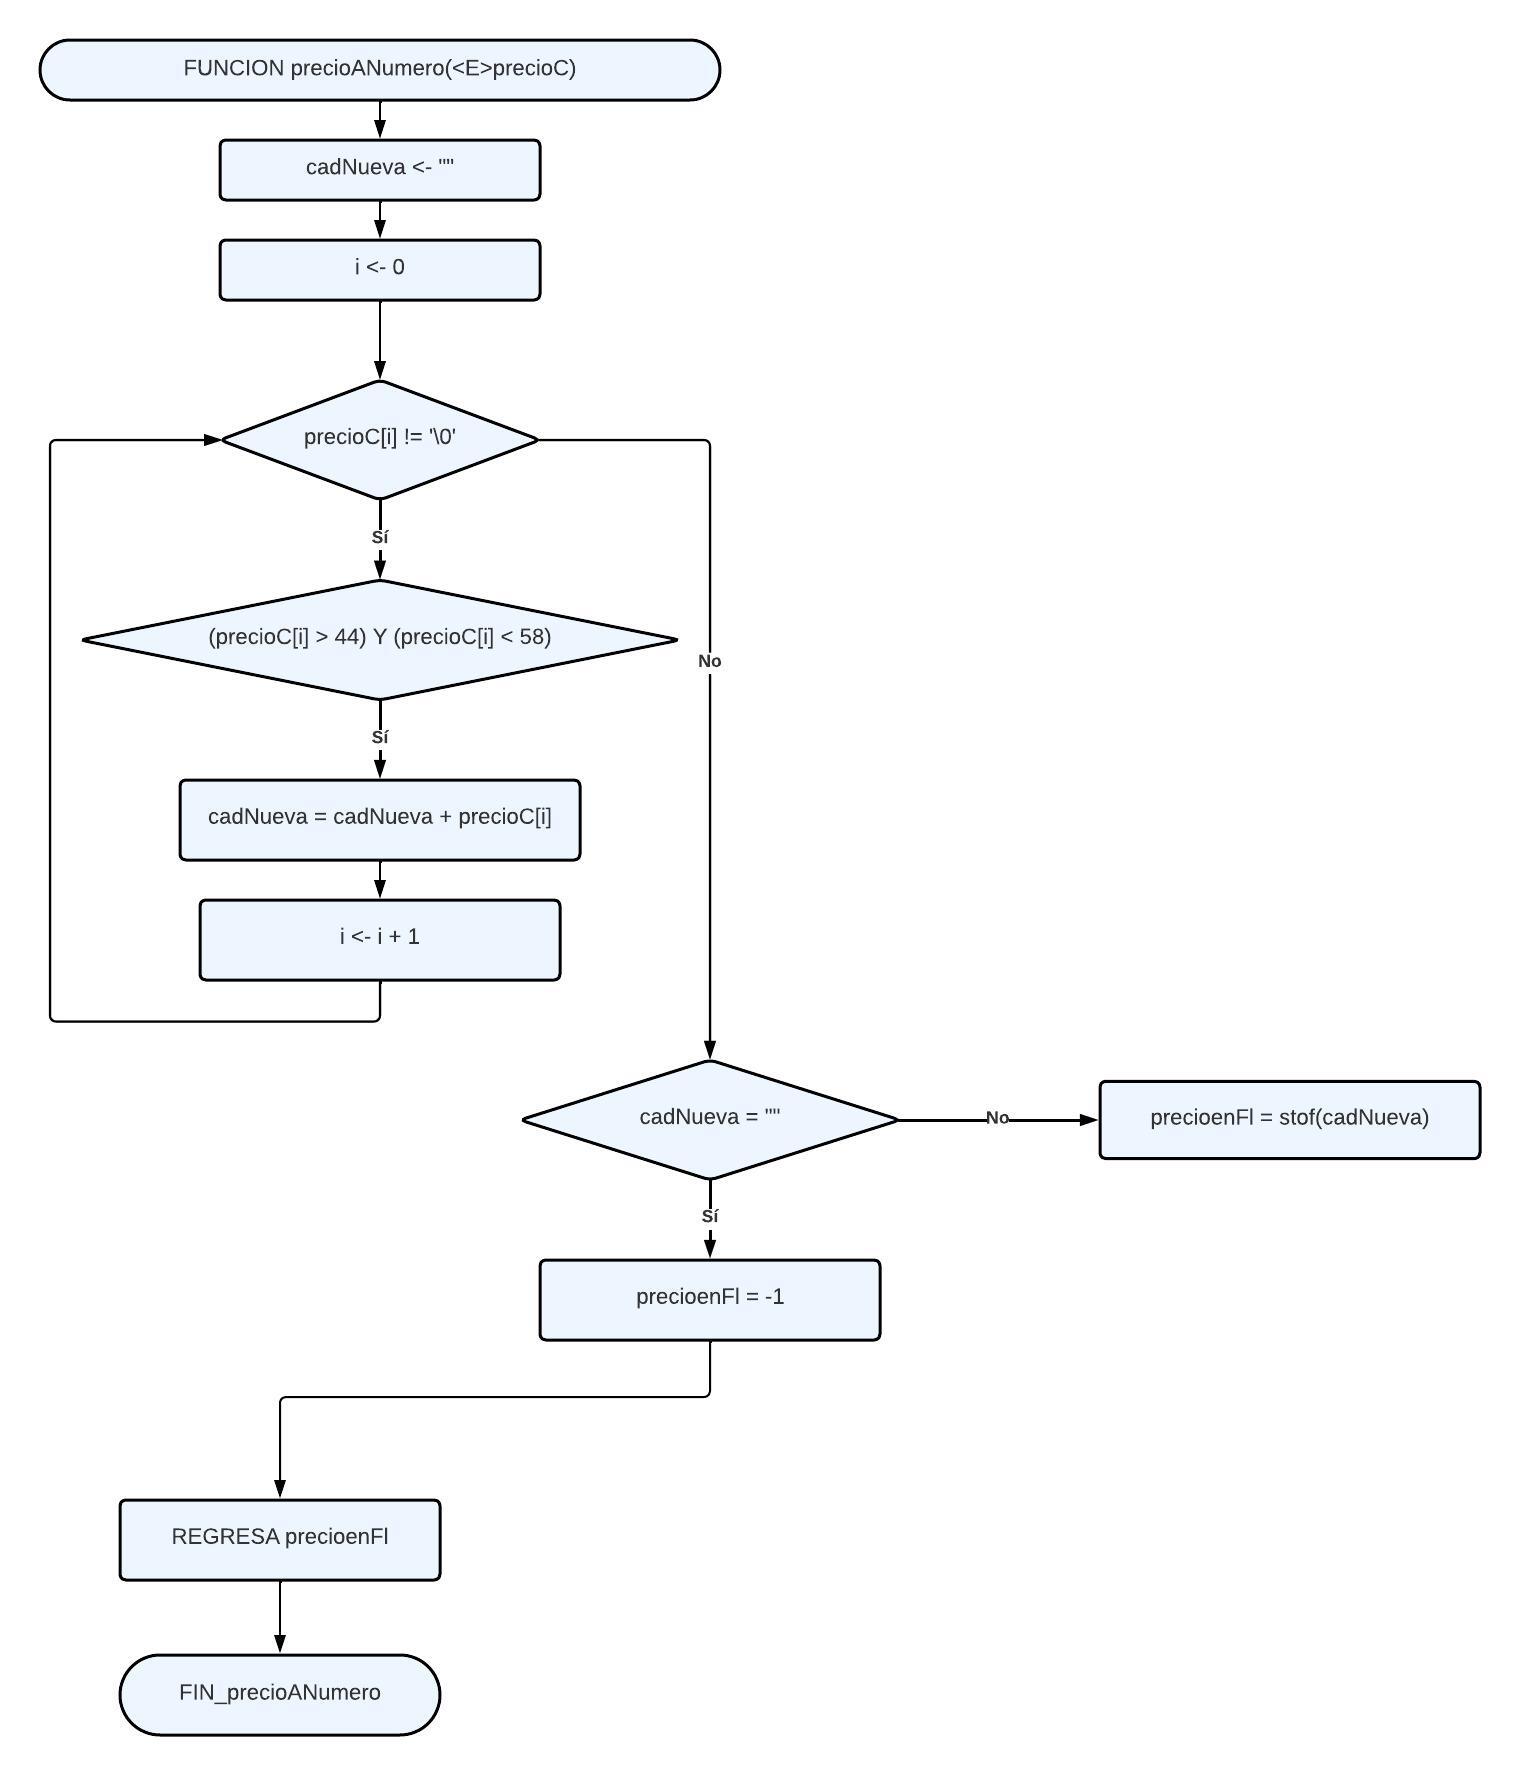 FUNCION precioANumero(<E>precioC)
cadNueva <- ""
i <- 0
precioC[i] != '\0'
Sí
(precioC[i] > 44) Y (precioC[i] < 58)
No
Sí
cadNueva = cadNueva + precioC[i]
i <- i + 1
cadNueva = ""
No
precioenFl = stof(cadNueva)
Sí
precioenFl = -1
REGRESA precioenFl
FIN_precioANumero